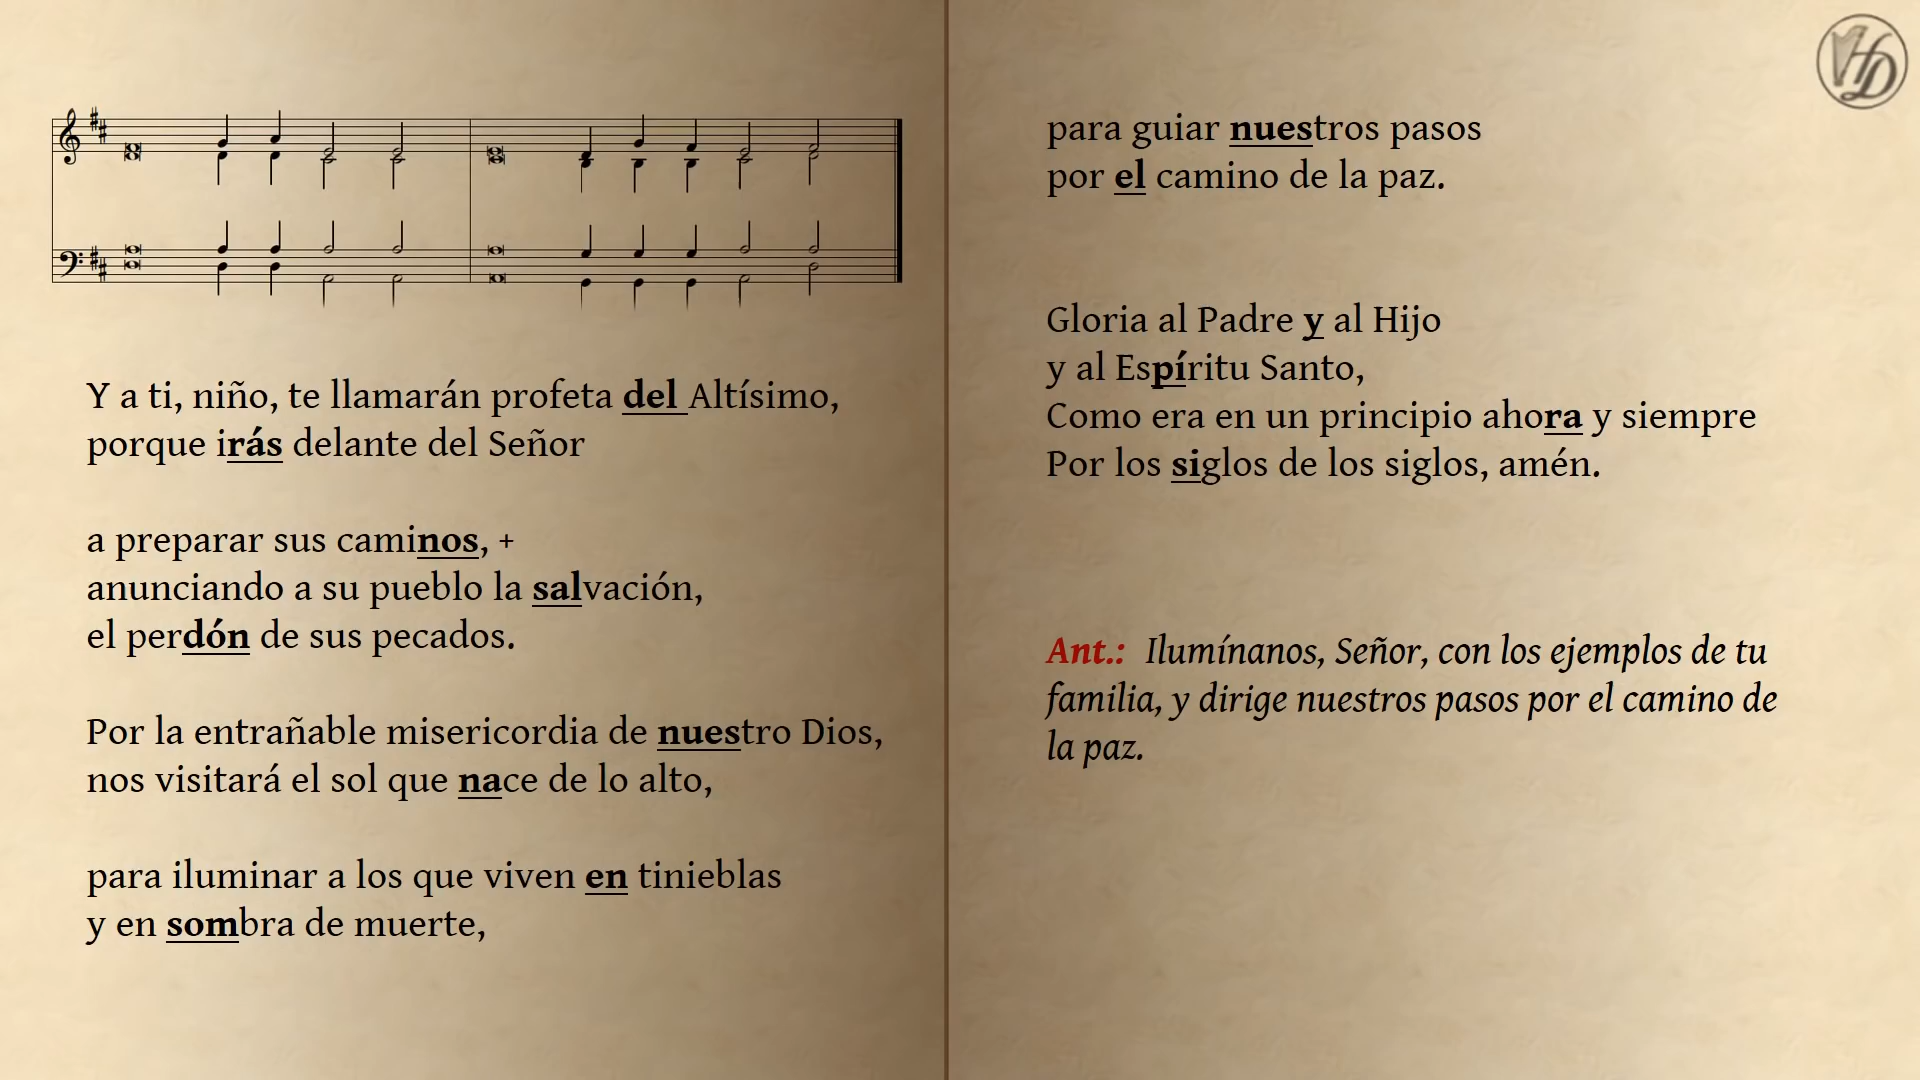 Y a ti, niño, te llamarán profeta del Altísimo,
porque irás delante del Señor
a preparar sus caminos, +
anunciando a su pueblo la salvación,
el perdón de sus pecados.
Por la entrañable misericordia de nuestro Dios,
nos visitará el sol que nace de lo alto,
para iluminar a los que viven en tinieblas
y en sombra de muerte,
HD
para guiar nuestros pasos
por el camino de la paz.
Gloria al Padre y al Hijo
y al Espíritu Santo,
Como era en un principio ahora y siempre
Por los siglos de los siglos, amén.
Ant.: Ilumínanos, Señor, con los ejemplos de tu
familia, y dirige nuestros pasos por el camino de
la paz.